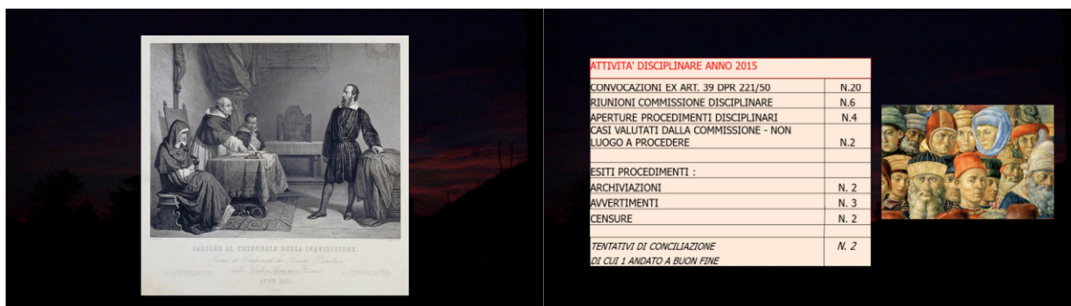 GALILEO AL TRIBUNALE DELLA INQUISIZIONE.
ATTIVITA' DISCIPLINARE ANNO 2015
CONVOCAZIONI EX ART. 39 DPR 221/50 N.20
RIUNIONI COMMISSIONE DISCIPLINARE N.6
APERTURE PROCEDIMENTI DISCIPLINARI N.4
CASI VALUTATI DALLA COMMISSIONE - NON
LUOGO A PROCEDERE N.2
ESITI PROCEDIMENTI :
ARCHIVIAZIONI N. 2
AVVERTIMENTI N. 3
CENSURE N. 2
TENTATIVI DI CONCILIAZIONE N. 2
DI CUI 1 ANDATO A BUON FINE